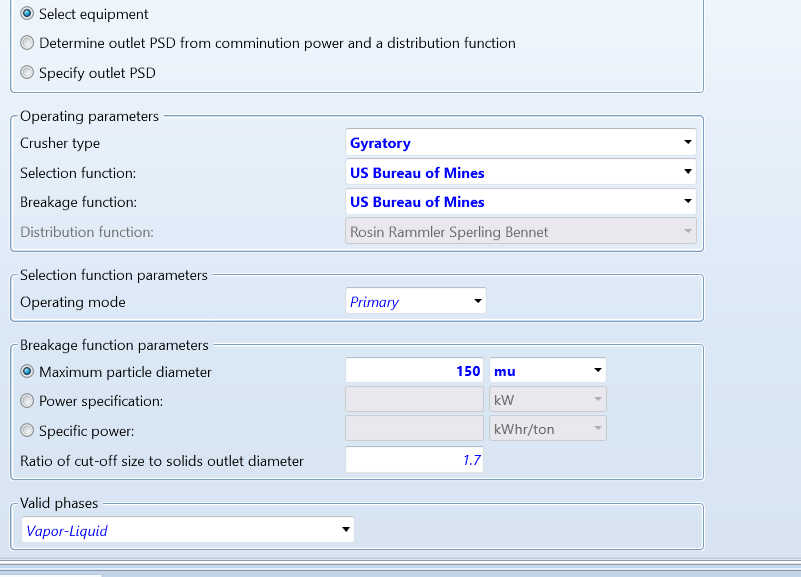 Select equipment
Determine outlet PSD from comminution power and a distribution function
Specify outlet PSD
Operating parameters
Crusher type Gyratory
Selection function: US Bureau of Mines
Breakage function: US Bureau of Mines
Distribution function: Rosin Rammler Sperling Bennet
Selection function parameters
Operating mode Primary
Breakage function parameters
Maximum particle diameter 150 mu
Power specification: kW
Specific power: kWhr/ton
Ratio of cut-off size to solids outlet diameter 1.7
Valid phases
Vapor-Liquid